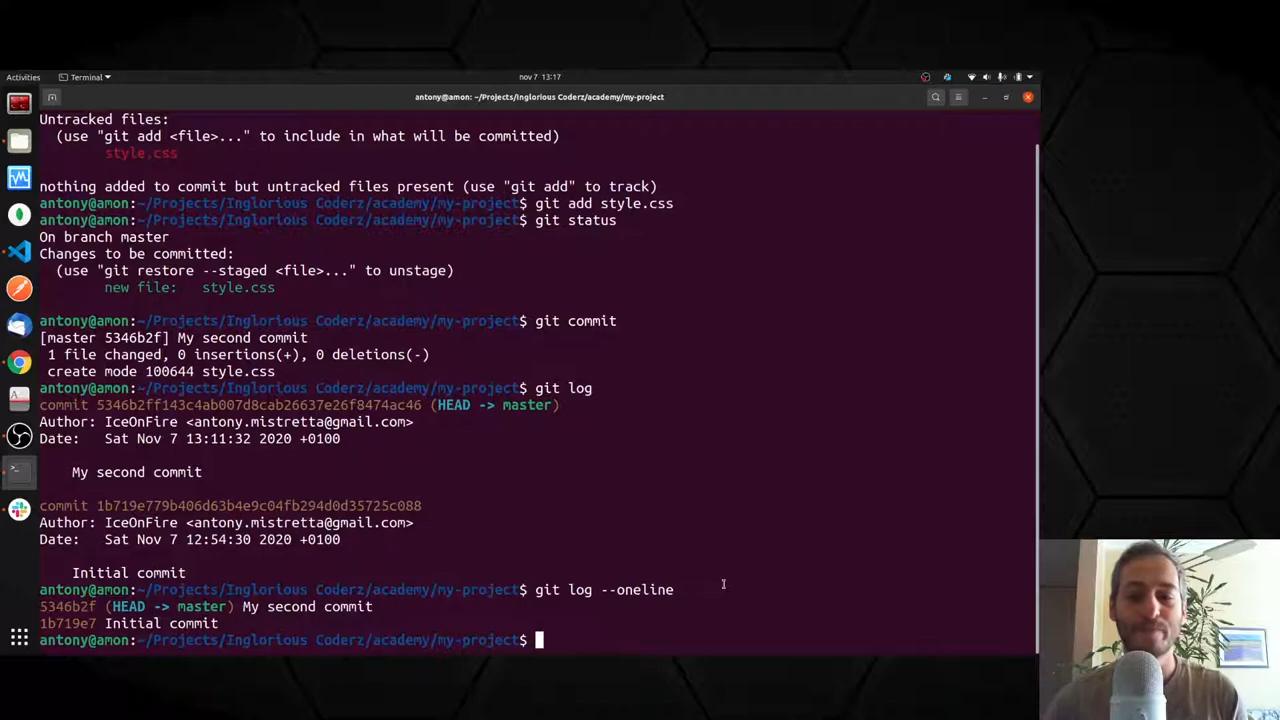 Activities
Terminal
nov 7 13:17
antony@amon: ~/Projects/Inglorious Coderz/academy/my-project
Untracked files:
(use "git add <file>..." to include in what will be committed)
style.css
nothing added to commit but untracked files present (use "git add" to track)
antony@amon:~/Projects/Inglorious Coderz/academy/my-project$ git add style.css
antony@amon:~/Projects/Inglorious Coderz/academy/my-project$ git status
On branch master
Changes to be committed:
(use "git restore --staged <file>..." to unstage)
new file:   style.css
antony@amon:~/Projects/Inglorious Coderz/academy/my-project$ git commit
[master 5346b2f] My second commit
1 file changed, 0 insertions(+), 0 deletions(-)
create mode 100644 style.css
antony@amon:~/Projects/Inglorious Coderz/academy/my-project$ git log
commit 5346b2ff143c4ab007d8cab26637e26f8474ac46 (HEAD -> master)
Author: IceOnFire <antony.mistretta@gmail.com>
Date:   Sat Nov 7 13:11:32 2020 +0100
My second commit
commit 1b719e779b406d63b4e9c04fb294d0d35725c088
Author: IceOnFire <antony.mistretta@gmail.com>
Date:   Sat Nov 7 12:54:30 2020 +0100
Initial commit
antony@amon:~/Projects/Inglorious Coderz/academy/my-project$ git log --oneline
5346b2f (HEAD -> master) My second commit
1b719e7 Initial commit
antony@amon:~/Projects/Inglorious Coderz/academy/my-project$